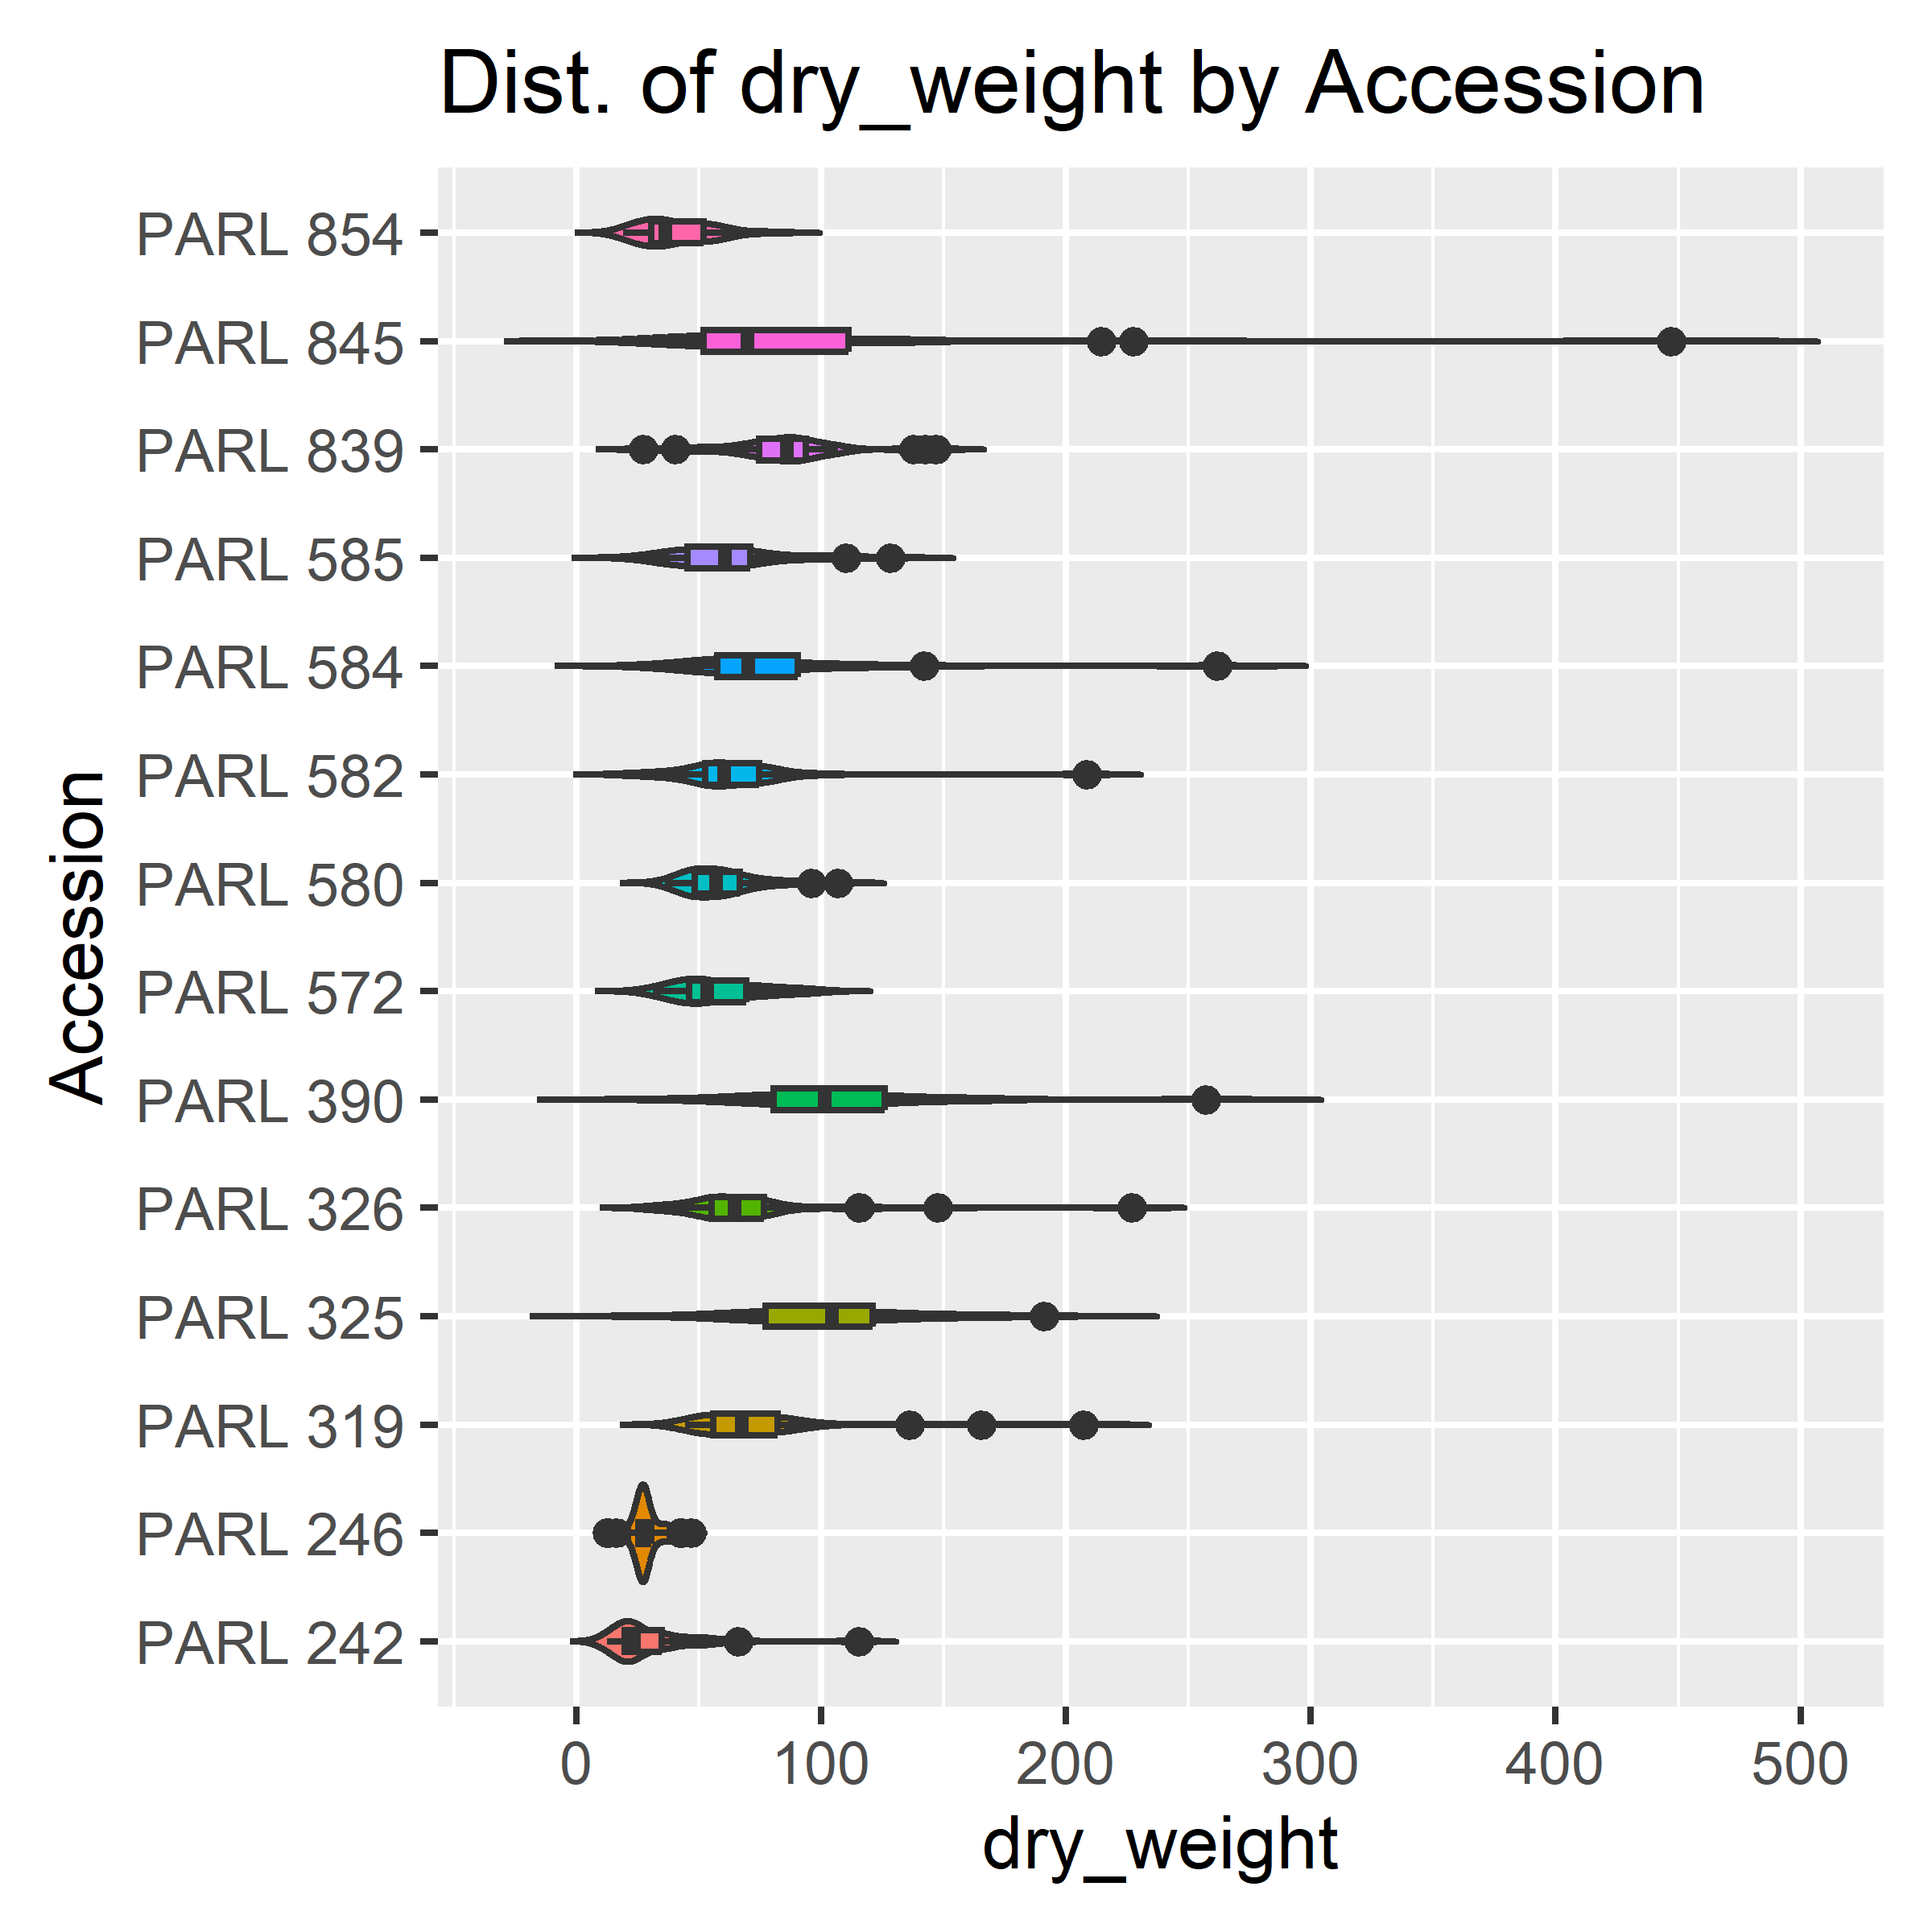 Dist. of dry_weight by Accession
PARL 854
PARL 845
PARL 839
PARL 585
PARL 584
PARL 582
PARL 580
PARL 572
PARL 390
PARL 326
PARL 325
PARL 319
PARL 246
PARL 242
Accession
0 100 200 300 400 500
dry_weight